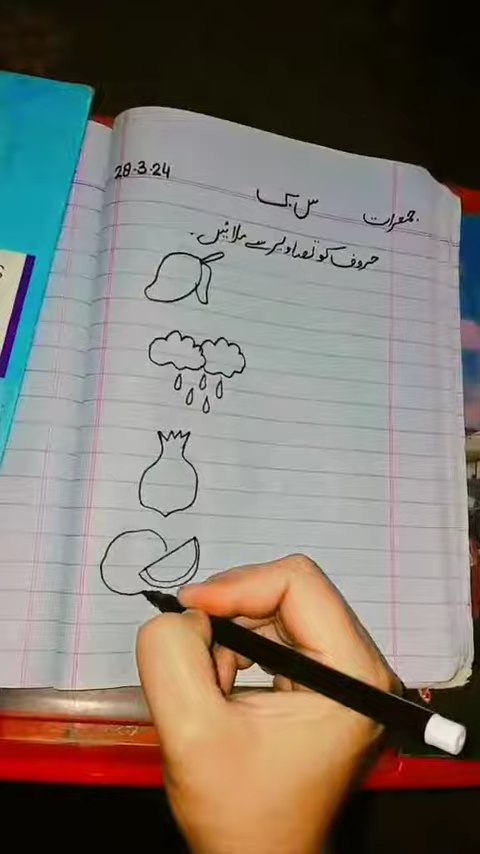 جمعرات س.ک 28.3.24
حروف کو تصاویر سے ملائیں.